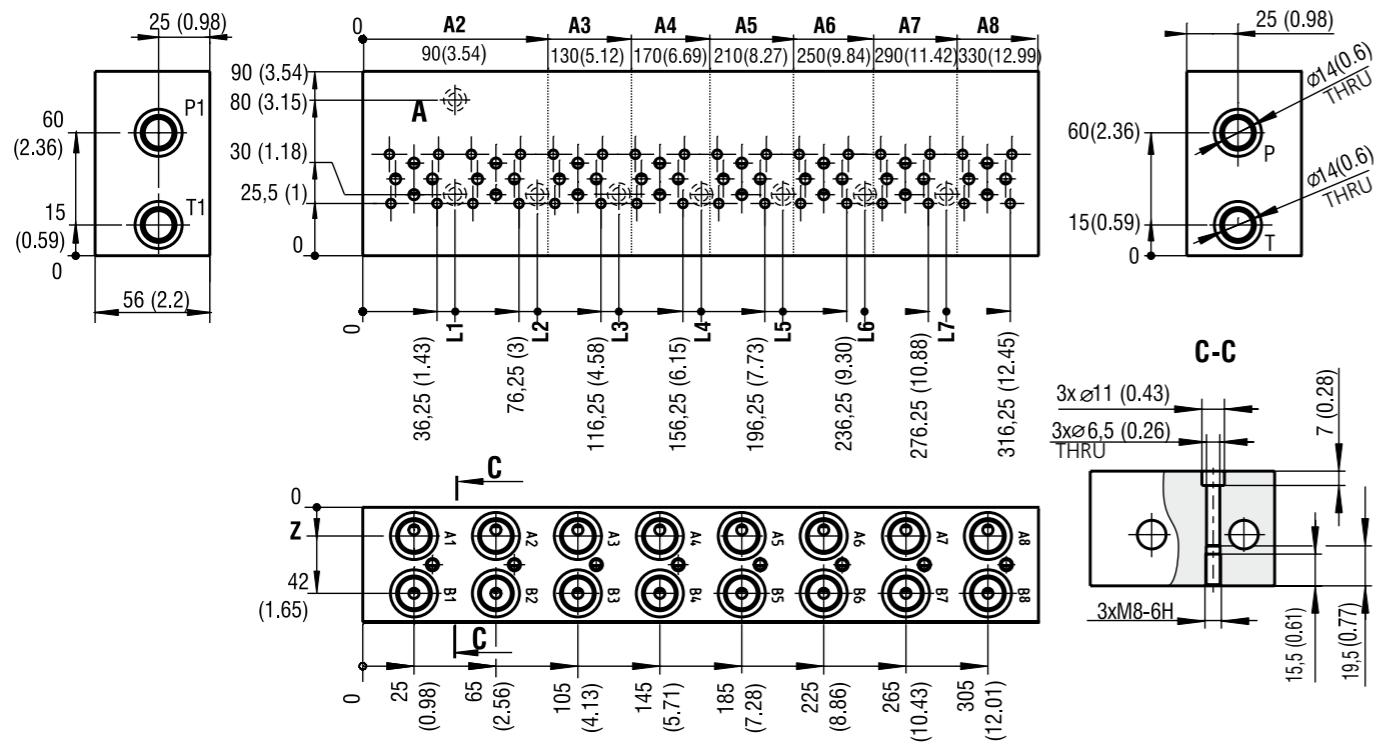 25 (0.98)
P1
60
(2.36)
T1
15
(0.59)
0
56 (2.2)
0
A2
A3
A4
A5
A6
A7
A8
90(3.54)
130(5.12)
170(6.69)
210(8.27)
250(9.84)
290(11.42)
330(12.99)
90 (3.54)
80 (3.15)
A
30 (1.18)
25,5 (1)
0
0
L1
L2
L3
L4
L5
L6
L7
36,25 (1.43)
76,25 (3)
116,25 (4.58)
156,25 (6.15)
196,25 (7.73)
236,25 (9.30)
276.25 (10.88)
316,25 (12.45)
25 (0.98)
⌀14(0.6)
THRU
60(2.36)
P
⌀14(0.6)
THRU
15(0.59)
T
0
C-C
3x ⌀11 (0.43)
3x⌀6,5 (0.26)
THRU
7 (0.28)
3xM8-6H
15,5 (0.61)
19,5 (0.77)
C
0
Z
A1
A2
A3
A4
A5
A6
A7
A8
42
(1.65)
B1
B2
B3
B4
B5
B6
B7
B8
C
0
25
(0.98)
65
(2.56)
105
(4.13)
145
(5.71)
185
(7.28)
225
(8.86)
265
(10.43)
305
(12.01)